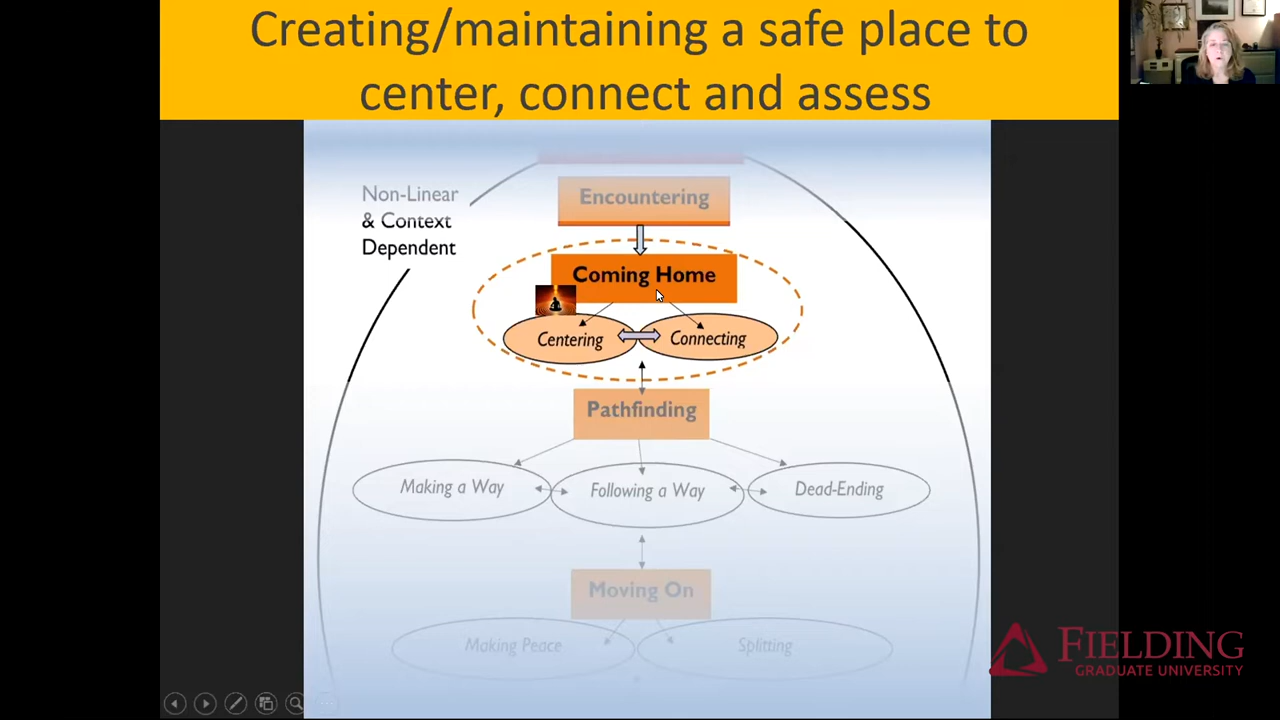 Creating/maintaining a safe place to
center, connect and assess
Non-Linear
& Context
Dependent
Encountering
Coming Home
Centering
Connecting
Pathfinding
Making a Way
Following a Way
Dead-Ending
Moving On
Making Peace
Splitting
FIELDING
GRADUATE UNIVERSITY